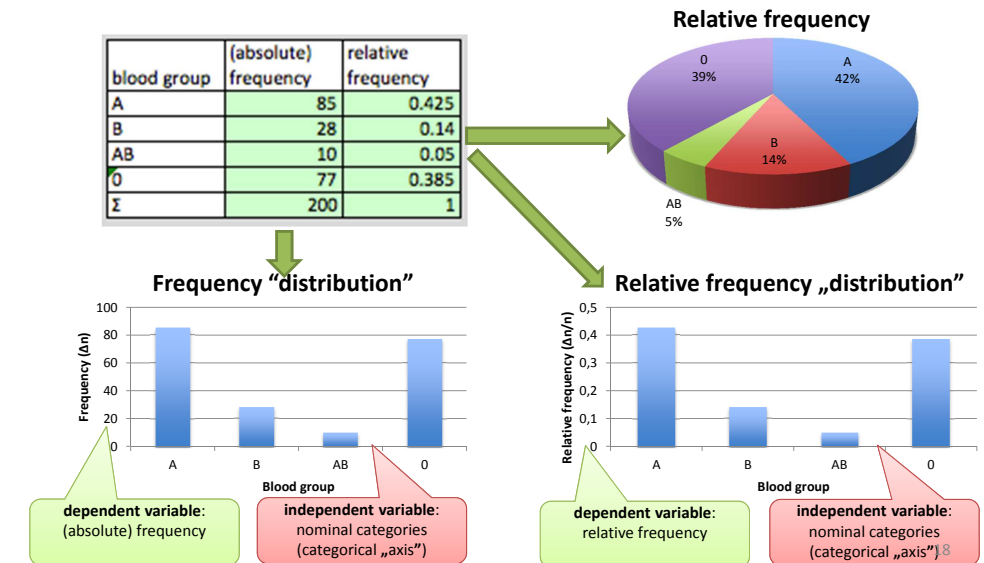 (absolute) relative
blood group frequency frequency
A 85 0.425
B 28 0.14
AB 10 0.05
0 77 0.385
Σ 200 1
Relative frequency
0
39%
A
42%
B
14%
AB
5%
Frequency “distribution”
Frequency (Δn)
100
80
60
40
20
0
A B AB 0
Blood group
dependent variable:
(absolute) frequency
independent variable:
nominal categories
(categorical „axis”)
Relative frequency „distribution”
Relative frequency (Δn/n)
0,5
0,4
0,3
0,2
0,1
0
A B AB 0
Blood group
dependent variable:
relative frequency
independent variable:
nominal categories
(categorical „axis”)
18